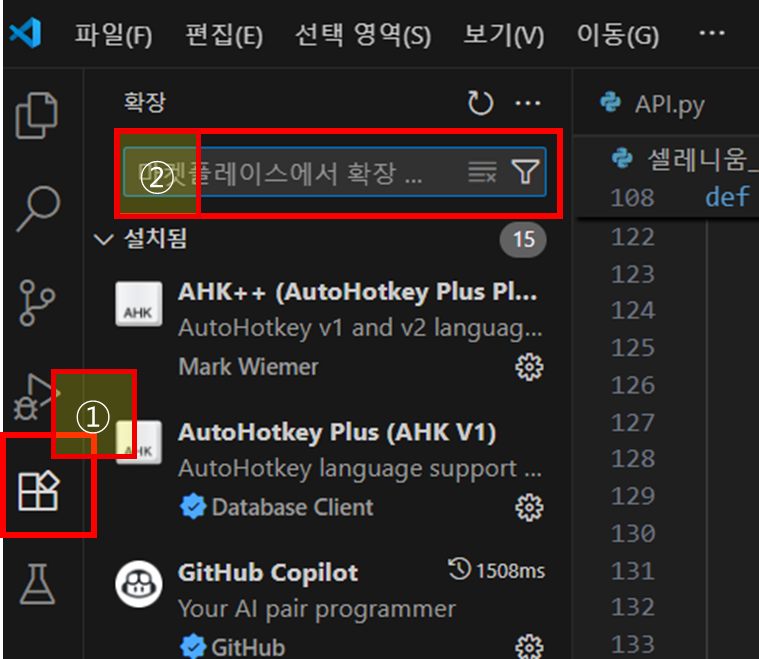 파일(F) 편집(E) 선택 영역(S) 보기(V) 이동(G) ...
확장
API.py
② 마켓플레이스에서 확장 ...
셀레니움_
108 def
설치됨 15
122
123
AHK AHK++ (AutoHotkey Plus Pl...
AutoHotkey v1 and v2 languag...
Mark Wiemer
124
125
126
①
127
AHK AutoHotkey Plus (AHK V1)
AutoHotkey language support ...
Database Client
128
129
130
GitHub Copilot 1508ms
Your AI pair programmer
GitHub
131
132
133